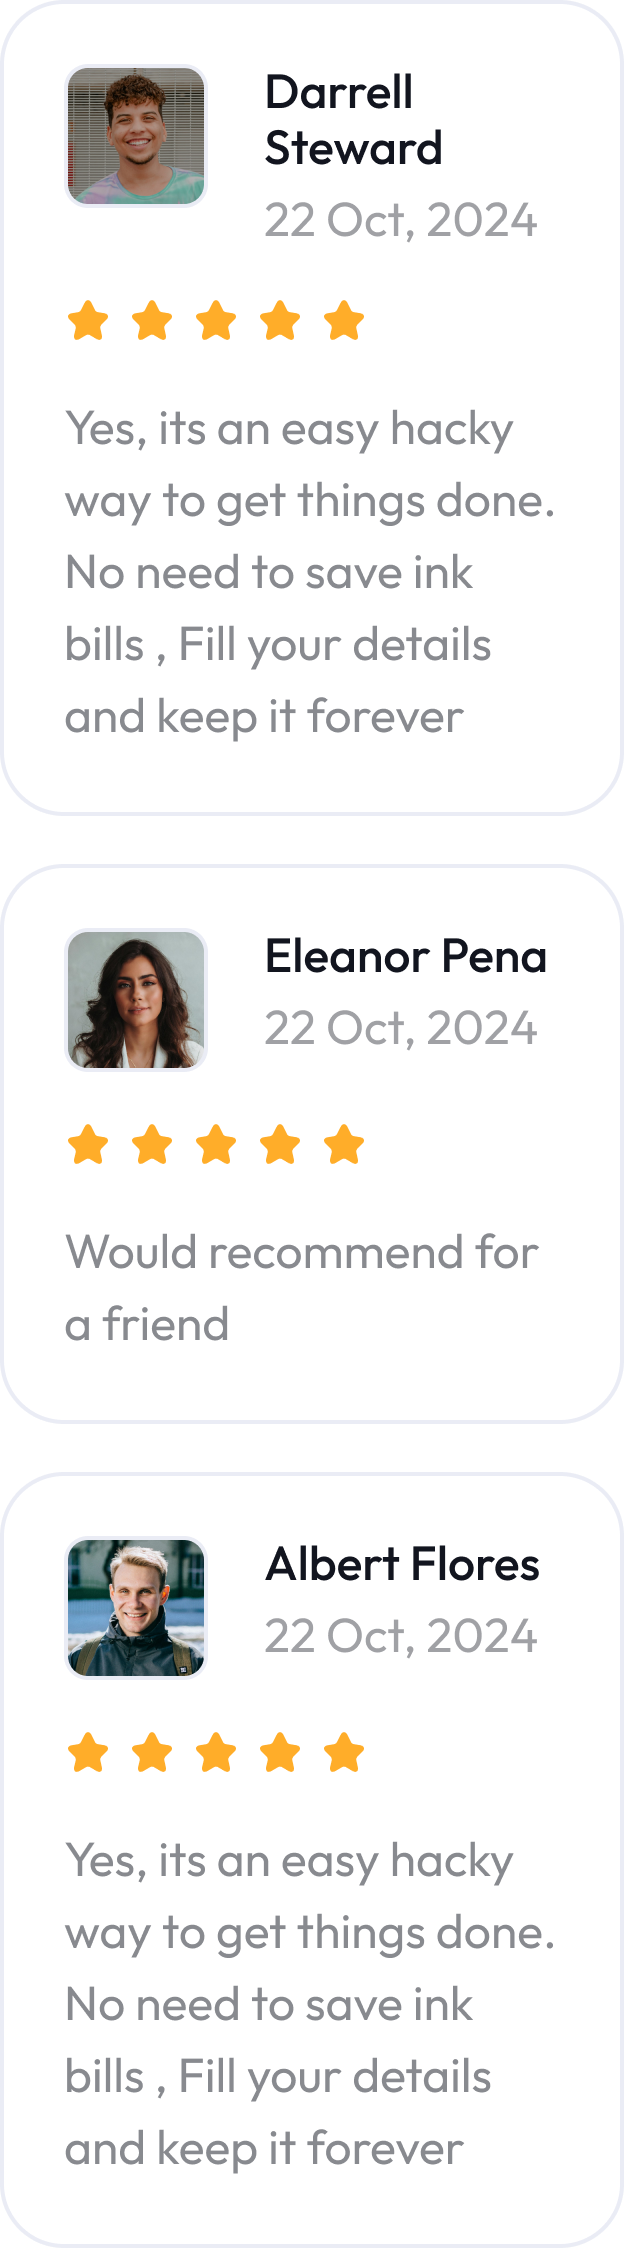 Darrell
Steward
22 Oct, 2024
Yes, its an easy hacky
way to get things done.
No need to save ink
bills , Fill your details
and keep it forever
Eleanor Pena
22 Oct, 2024
Would recommend for
a friend
Albert Flores
22 Oct, 2024
Yes, its an easy hacky
way to get things done.
No need to save ink
bills , Fill your details
and keep it forever